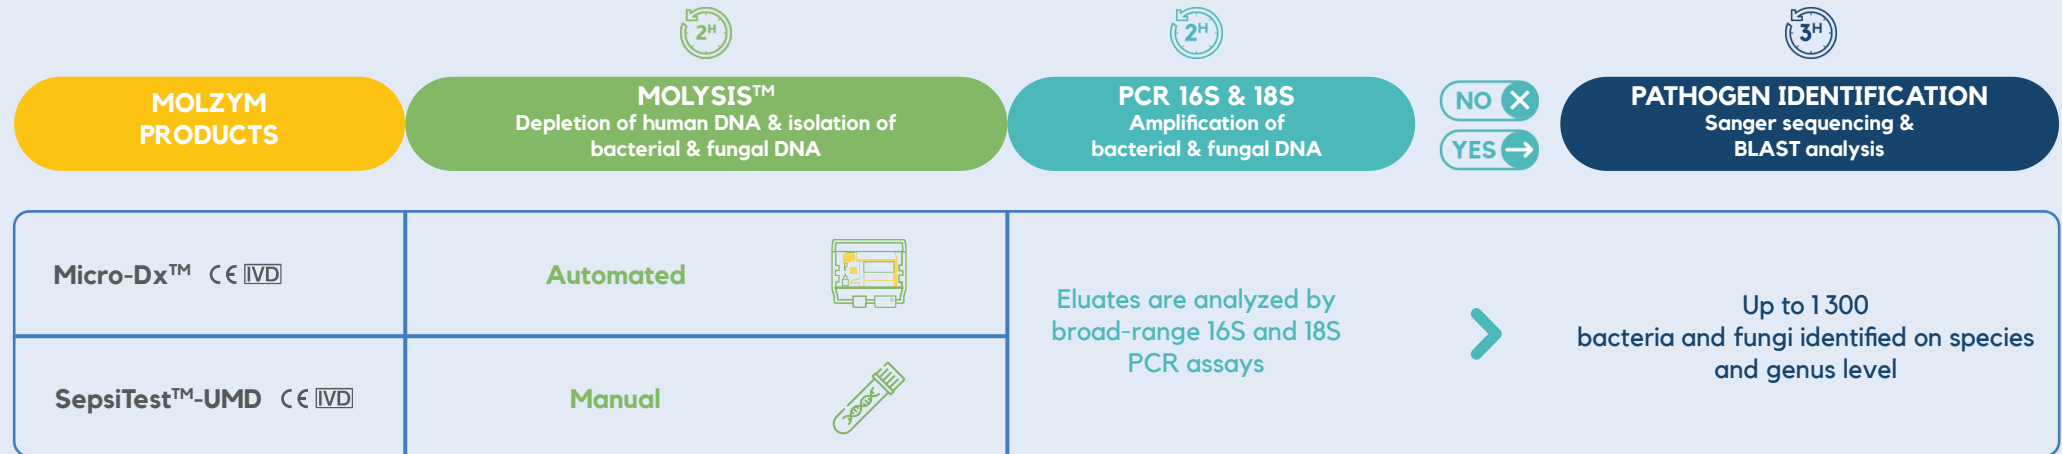 2H
2H
3H
MOLZYM
PRODUCTS
MOLYSIS™
Depletion of human DNA & isolation of
bacterial & fungal DNA
PCR 16S & 18S
Amplification of
bacterial & fungal DNA
NO
YES
PATHOGEN IDENTIFICATION
Sanger sequencing &
BLAST analysis
Micro-Dx™ CE IVD
Automated
SepsiTest™-UMD CE IVD
Manual
Eluates are analyzed by
broad-range 16S and 18S
PCR assays
Up to 1 300
bacteria and fungi identified on species
and genus level